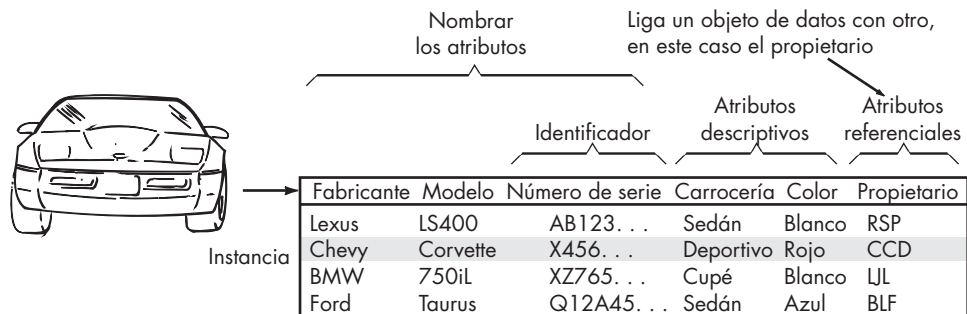 Nombrar
los atributos
Liga un objeto de datos con otro,
en este caso el propietario
Identificador
Atributos
descriptivos
Atributos
referenciales
Fabricante Modelo Número de serie Carrocería Color Propietario
Lexus LS400 AB123. . . Sedán Blanco RSP
Instancia Chevy Corvette X456. . . Deportivo Rojo CCD
BMW 750iL XZ765. . . Cupé Blanco LJL
Ford Taurus Q12A45. . . Sedán Azul BLF